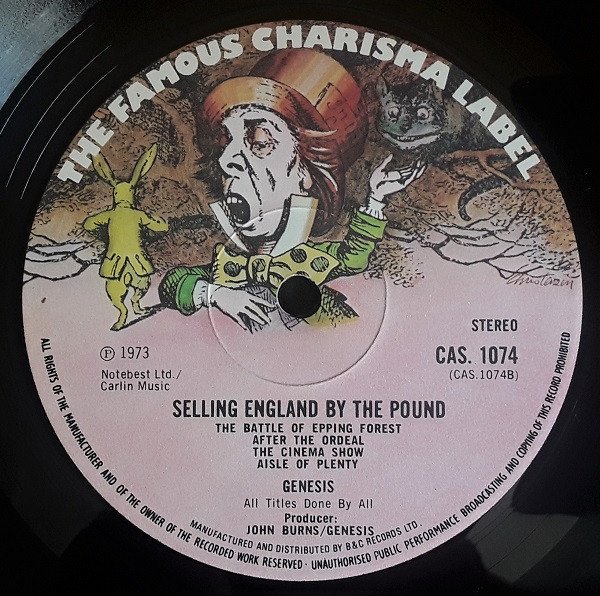 THE FAMOUS CHARISMA LABEL
STEREO
℗ 1973
CAS. 1074
Notebest Ltd./
(CAS.1074B)
Carlin Music
SELLING ENGLAND BY THE POUND
THE BATTLE OF EPPING FOREST
AFTER THE ORDEAL
THE CINEMA SHOW
AISLE OF PLENTY
GENESIS
All Titles Done By All
Producer:
JOHN BURNS/GENESIS
MANUFACTURED AND DISTRIBUTED BY B&C RECORDS LTD.
ALL RIGHTS OF THE MANUFACTURER AND OF THE OWNER OF THE RECORDED WORK RESERVED · UNAUTHORISED PUBLIC PERFORMANCE BROADCASTING AND COPYING OF THIS RECORD PROHIBITED